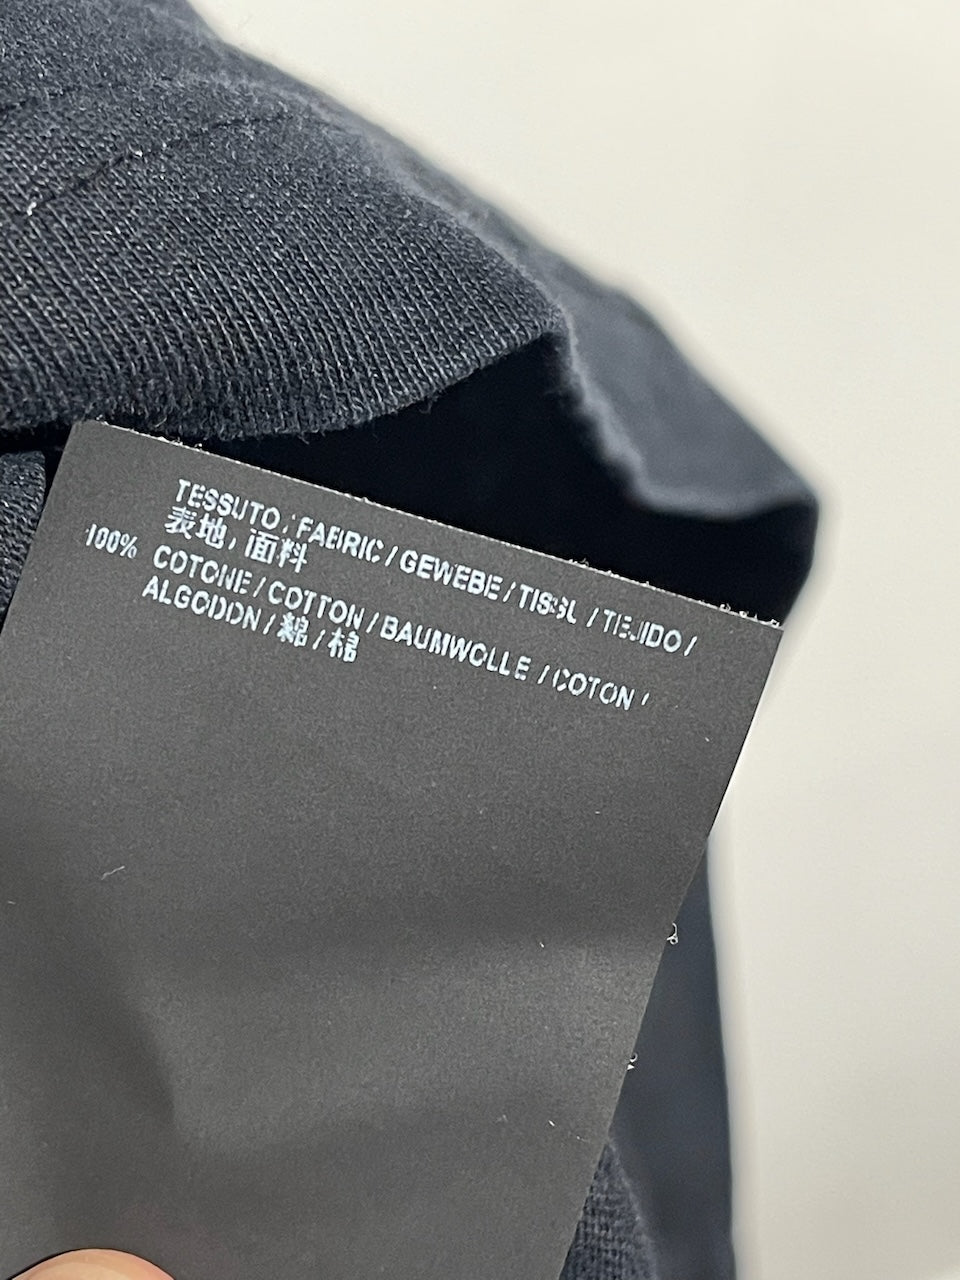 TESSUTO / FABRIC / GEWEBE / TISSU / TEJIDO /
表地 / 面料
100% COTONE / COTTON / BAUMWOLLE / COTON /
ALGODON / 綿 / 棉